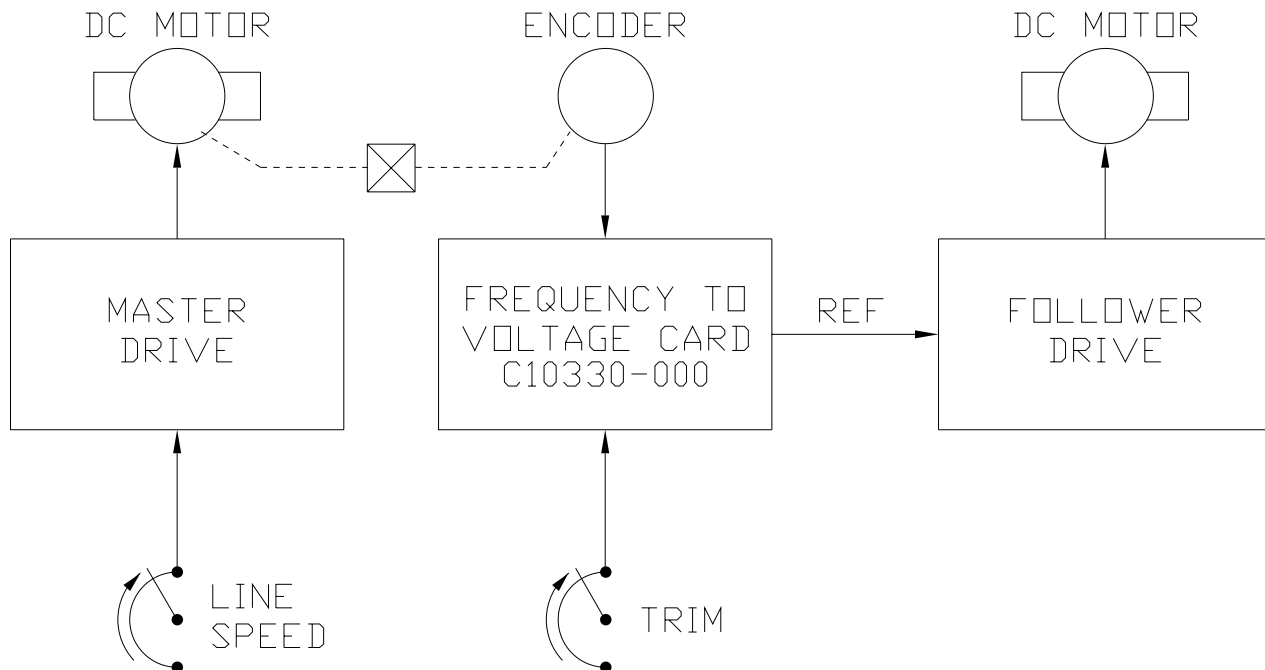 DC MOTOR
ENCODER
DC MOTOR
MASTER
DRIVE
FREQUENCY TO
VOLTAGE CARD
C10330-000
REF
FOLLOWER
DRIVE
LINE
SPEED
TRIM